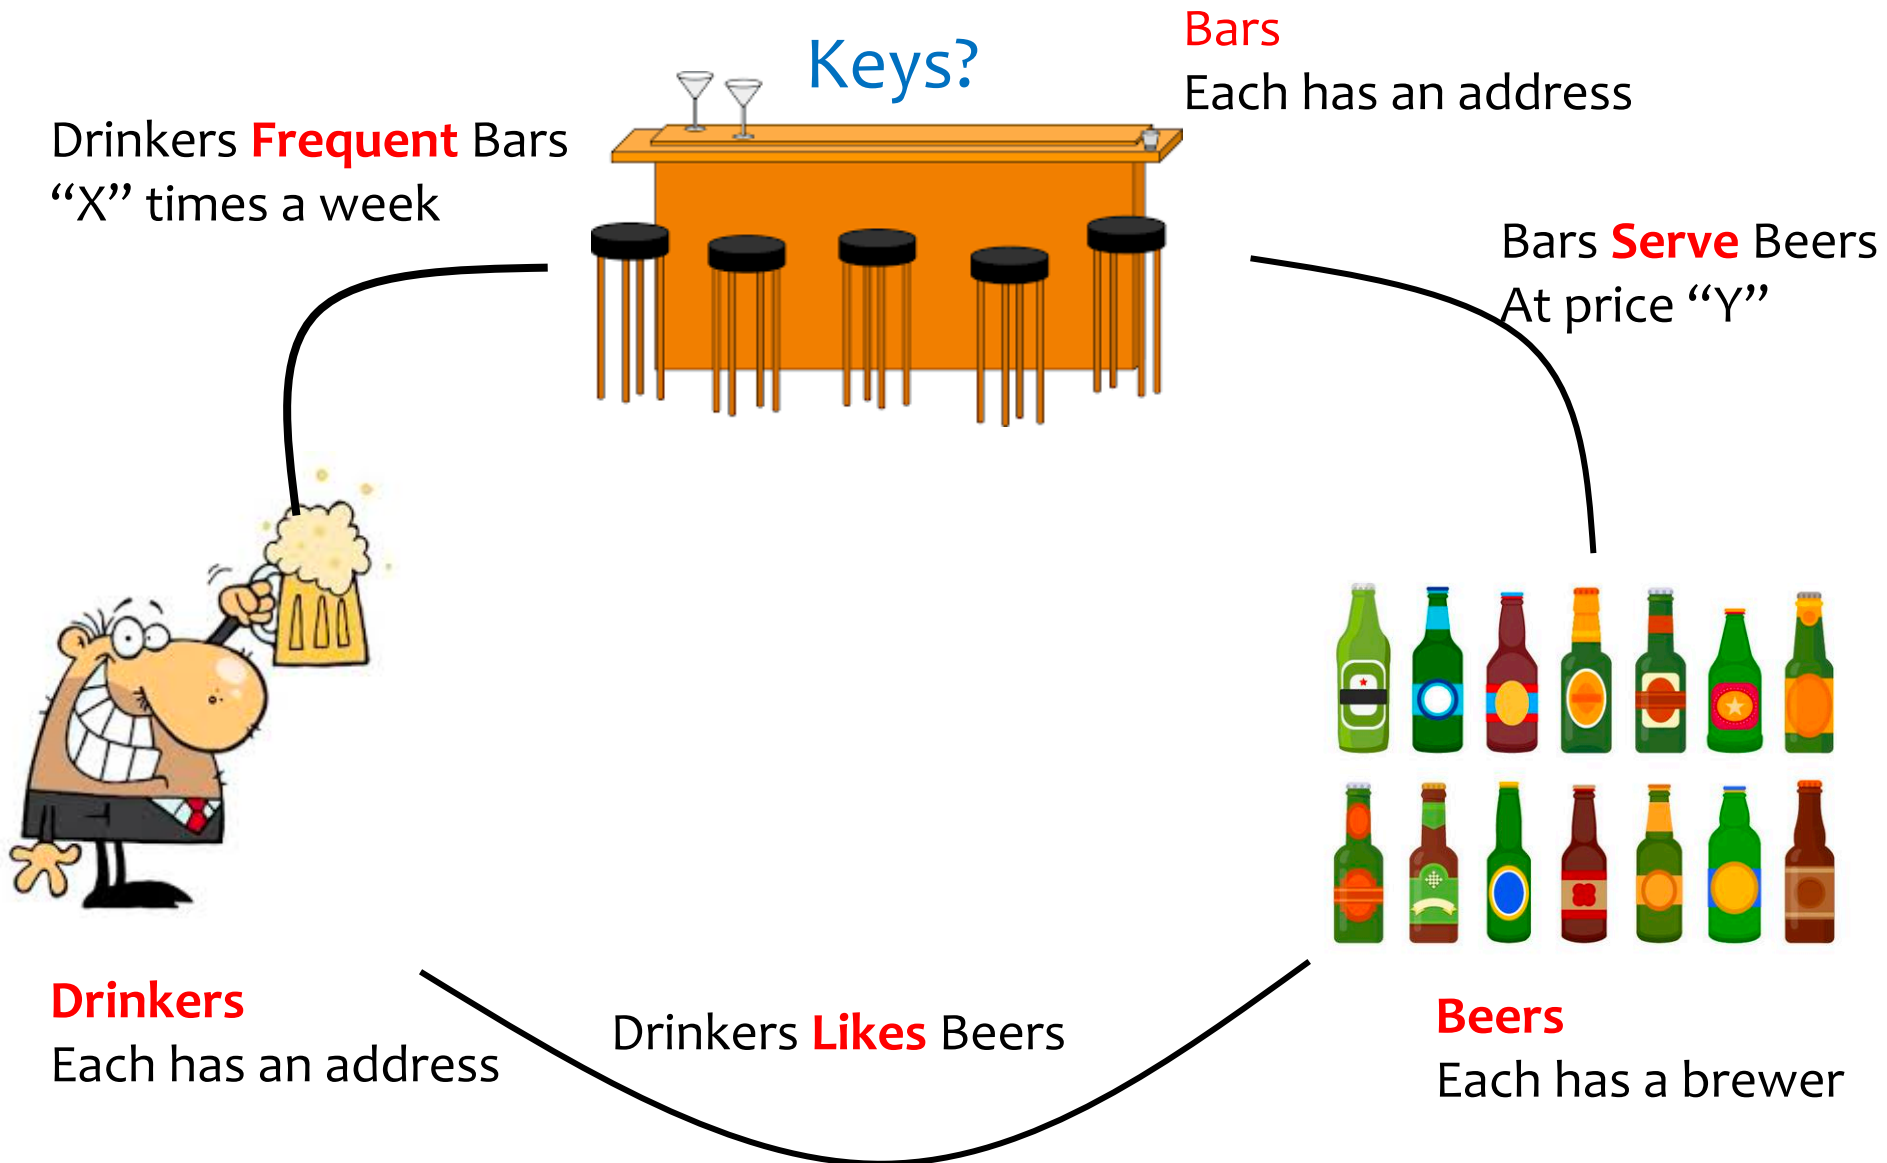 Keys?
Bars
Each has an address
Drinkers Frequent Bars
“X” times a week
Bars Serve Beers
At price “Y”
Drinkers
Each has an address
Drinkers Likes Beers
Beers
Each has a brewer